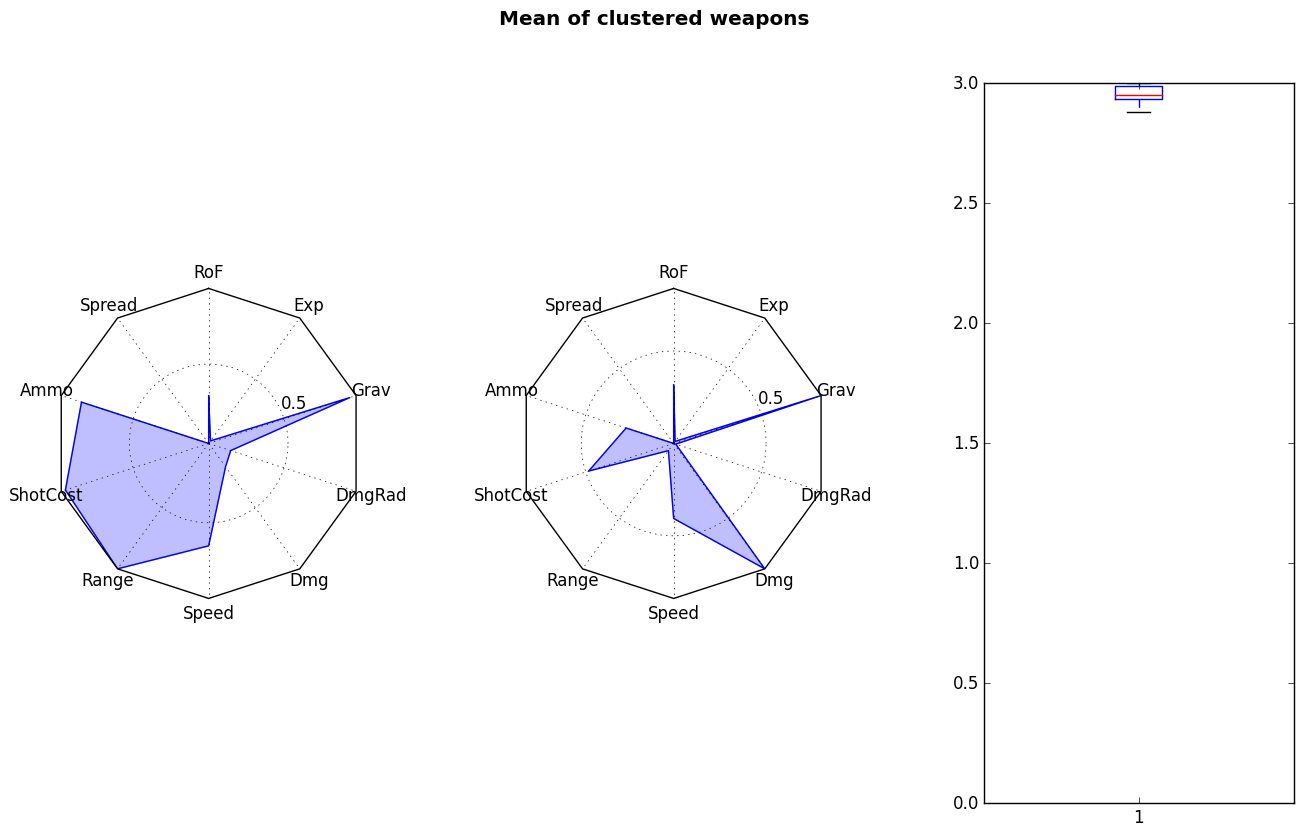 Mean of clustered weapons
RoF
Exp
Spread
Grav
Ammo
0.5
ShotCost
DmgRad
Range
Dmg
Speed
RoF
Exp
Spread
Grav
Ammo
0.5
ShotCost
DmgRad
Range
Dmg
Speed
3.0
2.5
2.0
1.5
1.0
0.5
0.0
1